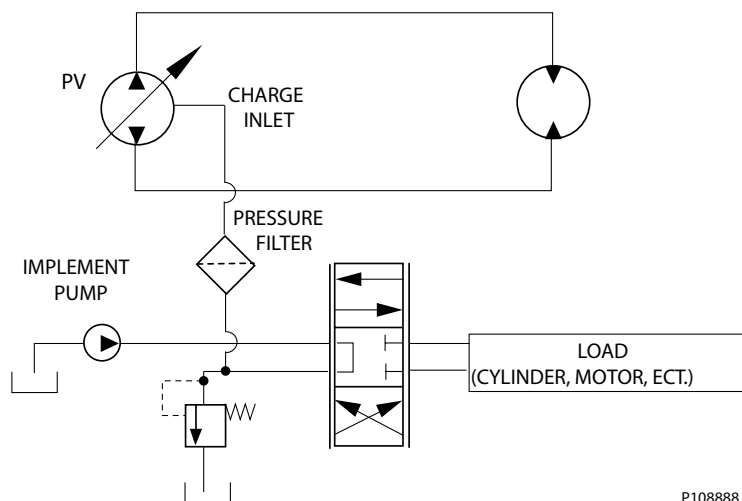 PV
CHARGE
INLET
PRESSURE
FILTER
IMPLEMENT
PUMP
LOAD
(CYLINDER, MOTOR, ECT.)
P108888